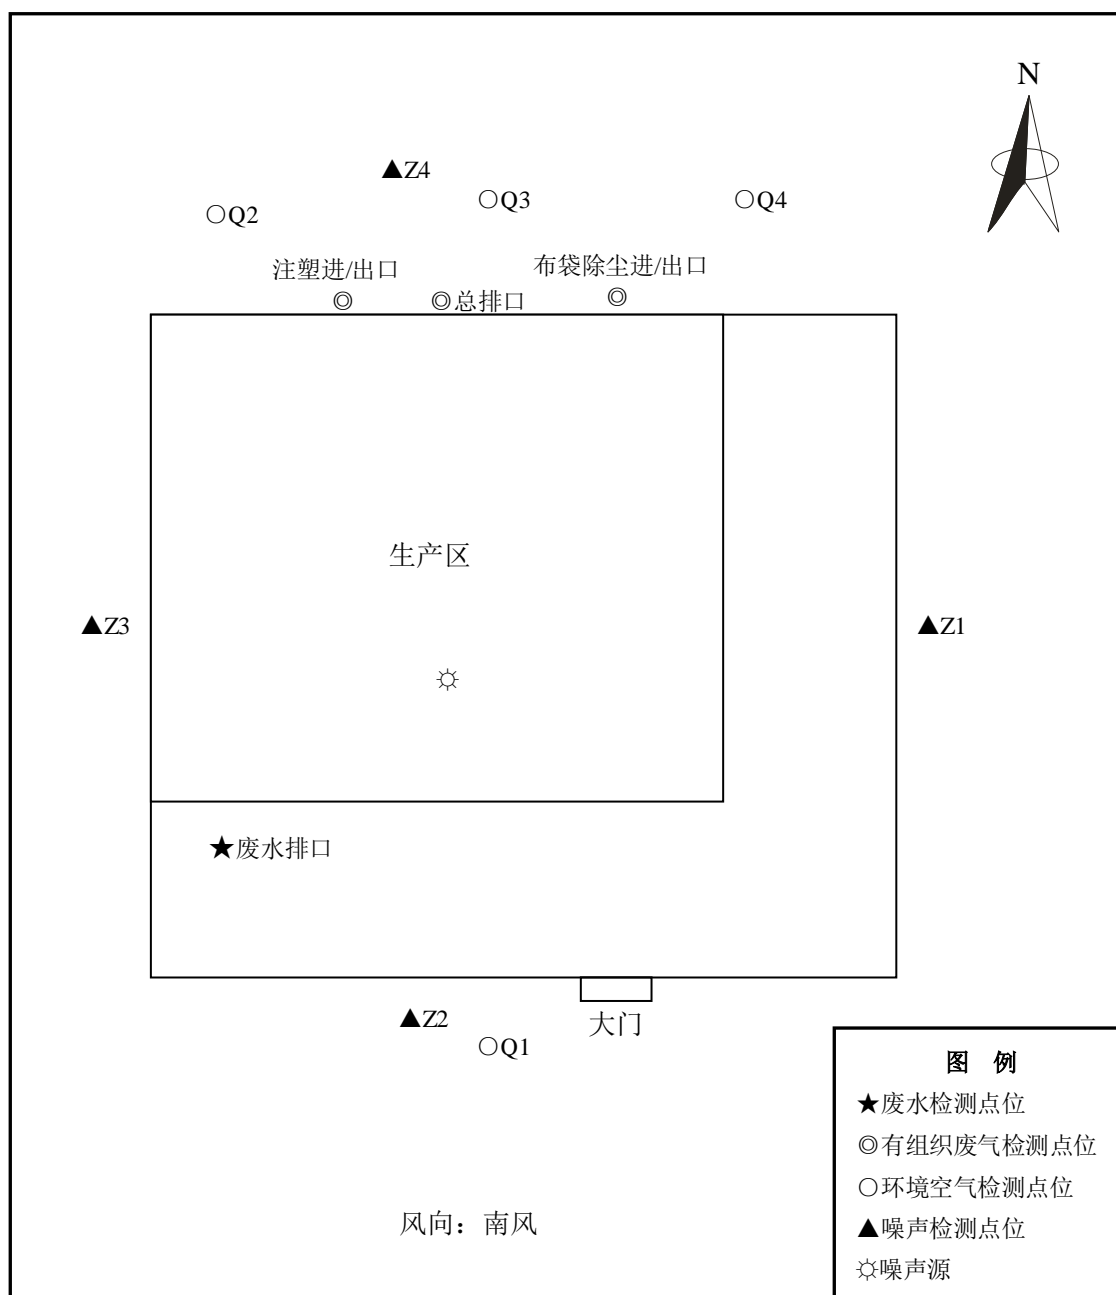 N
▲Z4
○Q3
○Q4
○Q2
注塑进/出口
布袋除尘进/出口
◎总排口
生产区
▲Z3
▲Z1
★废水排口
▲Z2
大门
○Q1
图 例
★废水检测点位
◎有组织废气检测点位
○环境空气检测点位
▲噪声检测点位
☼噪声源
风向：南风